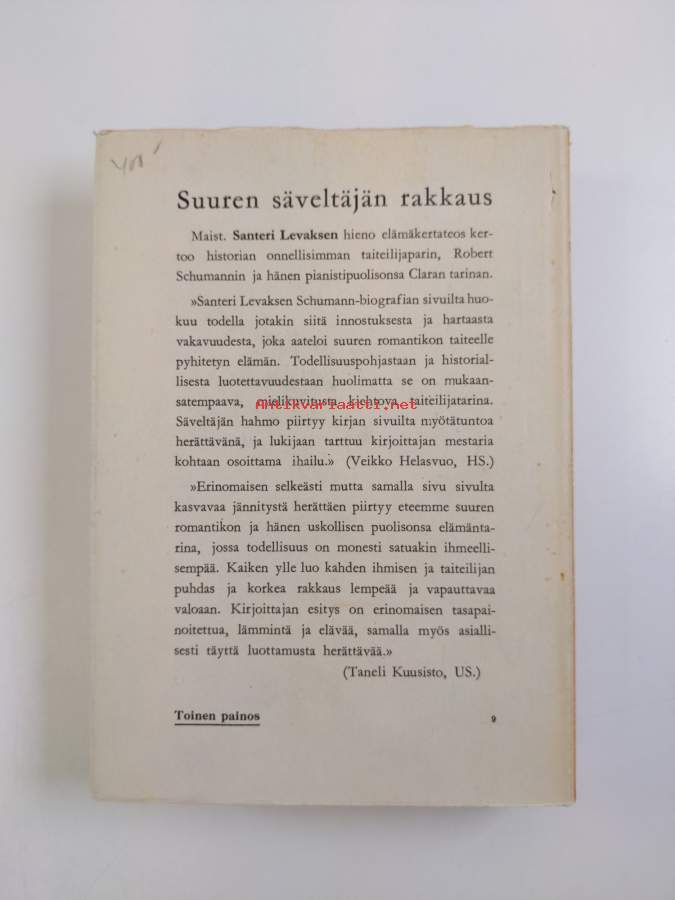 Suuren säveltäjän rakkaus
Maist. Santeri Levaksen hieno elämäkertateos ker-
too historian onnellisimman taiteilijaparin, Robert
Schumannin ja hänen pianistipuolisonsa Claran tarinan.
»Santeri Levaksen Schumann-biografian sivuilta huo-
kuu todella jotakin siitä innostuksesta ja hartaasta
vakavuudesta, joka aateloi suuren romantikon taiteelle
pyhitetyn elämän. Todellisuuspohjastaan ja historial-
lisesta luotettavuudestaan huolimatta se on mukaan-
satempaava, mielikuvitusta kiehtova taiteilijatarina.
Antikvariaatti.net
Säveltäjän hahmo piirtyy kirjan sivuilta myötätuntoa
herättävänä, ja lukijaan tarttuu kirjoittajan mestaria
kohtaan osoittama ihailu.» (Veikko Helasvuo, HS.)
»Erinomaisen selkeästi mutta samalla sivu sivulta
kasvavaa jännitystä herättäen piirtyy eteemme suuren
romantikon ja hänen uskollisen puolisonsa elämänta-
rina, jossa todellisuus on monesti satuakin ihmeelli-
sempää. Kaiken ylle luo kahden ihmisen ja taiteilijan
puhdas ja korkea rakkaus lempeää ja vapauttavaa
valoaan. Kirjoittajan esitys on erinomaisen tasapai-
noitettua, lämmintä ja elävää, samalla myös asialli-
sesti täyttä luottamusta herättävää.»
(Taneli Kuusisto, US.)
Toinen painos 9